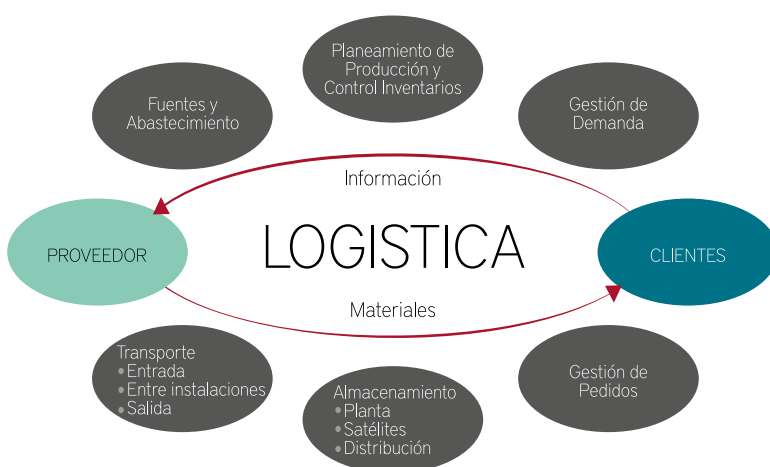 Planeamiento de
Producción y
Control Inventarios
Fuentes y
Abastecimiento
Gestión de
Demanda
Información
PROVEEDOR
LOGISTICA
CLIENTES
Materiales
Transporte
• Entrada
• Entre instalaciones
• Salida
Almacenamiento
• Planta
• Satélites
• Distribución
Gestión de
Pedidos